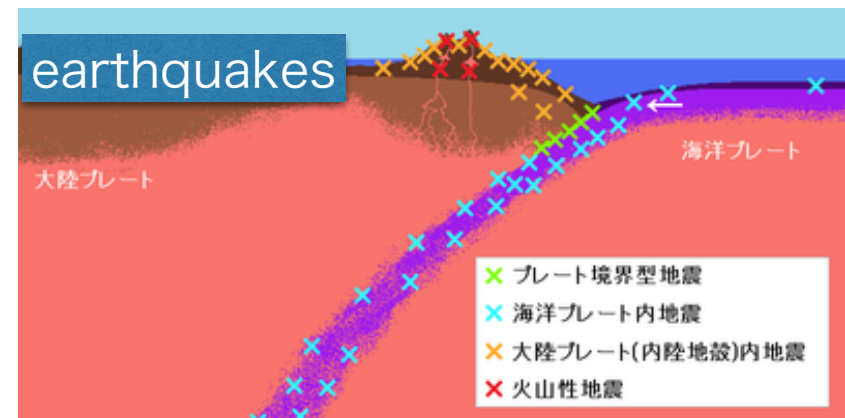 earthquakes
大陸プレート
海洋プレート
プレート境界型地震
海洋プレート内地震
大陸プレート(内陸地殻)内地震
火山性地震